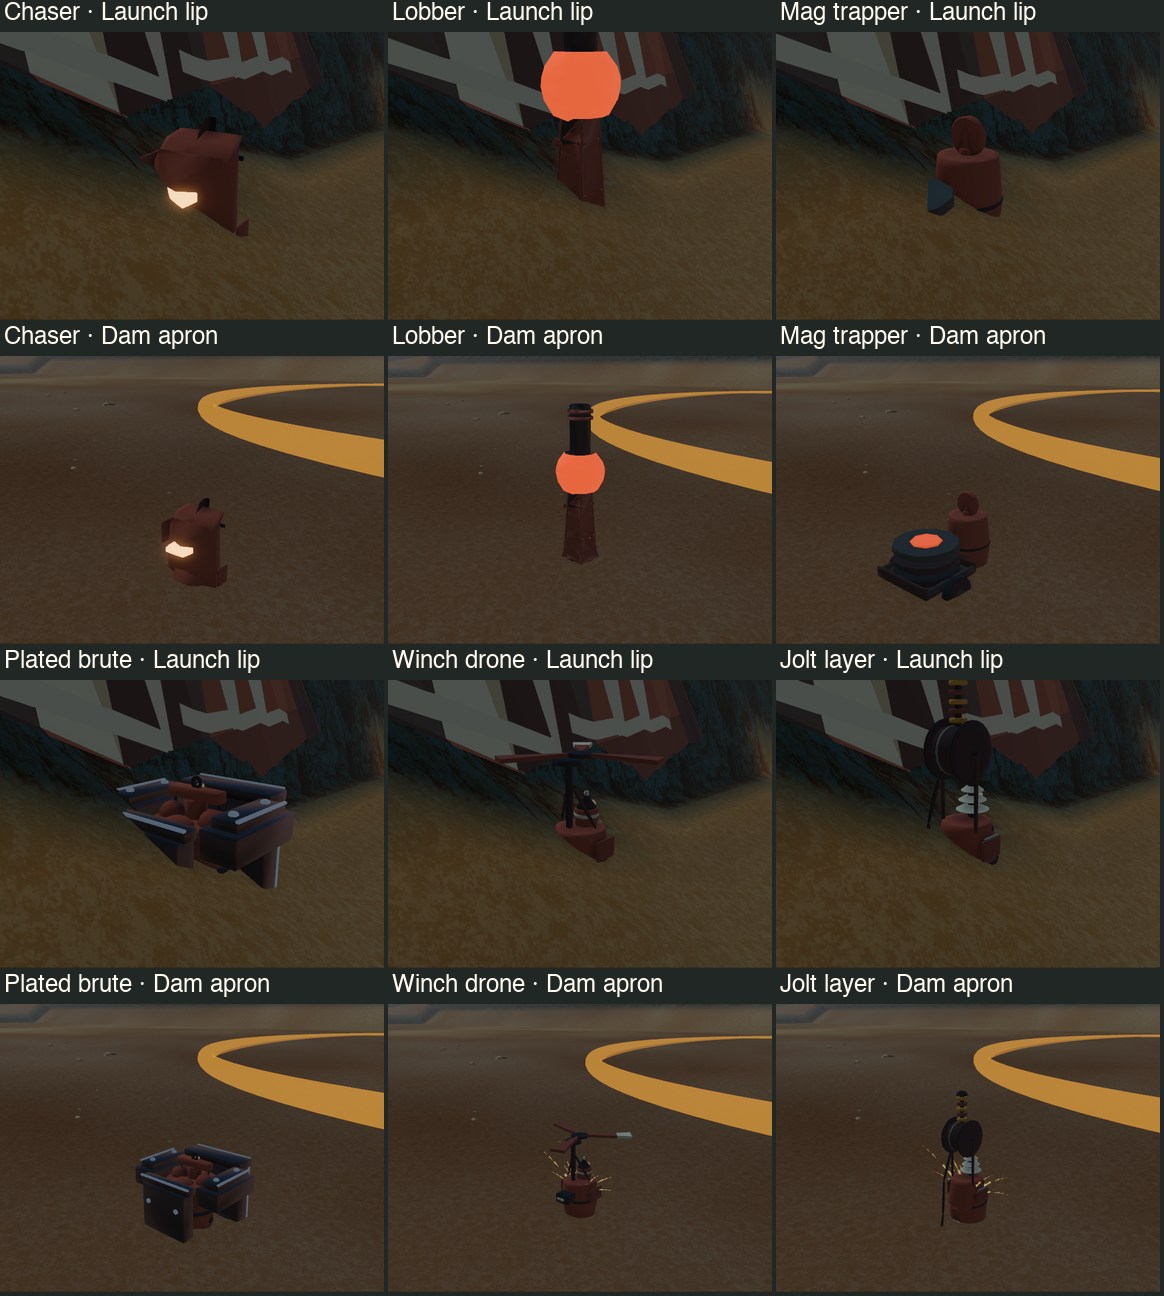 Chaser · Launch lip
Lobber · Launch lip
Mag trapper · Launch lip
Chaser · Dam apron
Lobber · Dam apron
Mag trapper · Dam apron
Plated brute · Launch lip
Winch drone · Launch lip
Jolt layer · Launch lip
Plated brute · Dam apron
Winch drone · Dam apron
Jolt layer · Dam apron